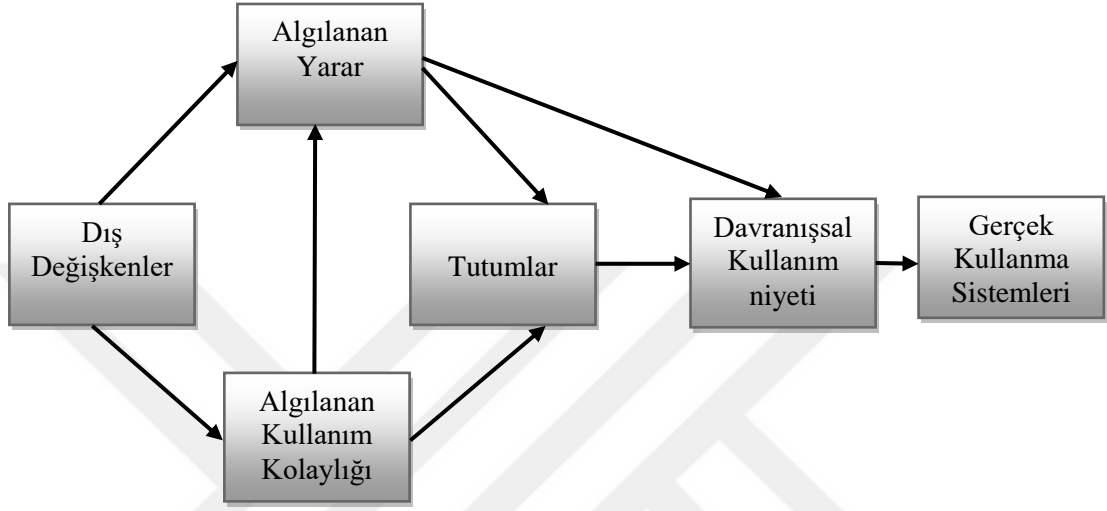 Algılanan
Yarar
Dış
Değişkenler
Tutumlar
Davranışsal
Kullanım
niyeti
Gerçek
Kullanma
Sistemleri
Algılanan
Kullanım
Kolaylığı